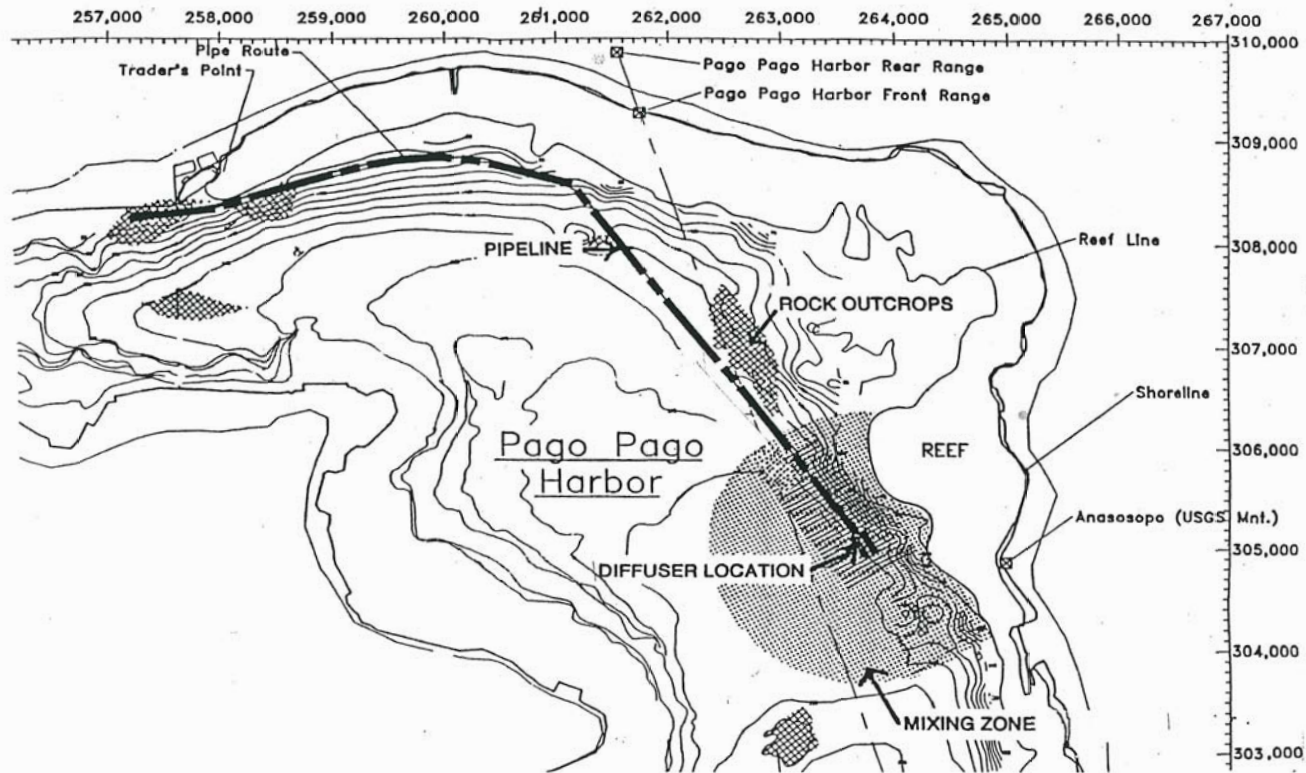 257,000 258,000 259,000 260,000 261,000 262,000 263,000 264,000 265,000 266,000 267,000
310,000
Pipe Route
Trader's Point
Pago Pago Harbor Rear Range
Pago Pago Harbor Front Range
309,000
Reef Line
308,000
PIPELINE
ROCK OUTCROPS
307,000
Shoreline
306,000
REEF
Pago Pago
Harbor
Anasosopo (USGS Mnt.)
305,000
DIFFUSER LOCATION
304,000
MIXING ZONE
303,000